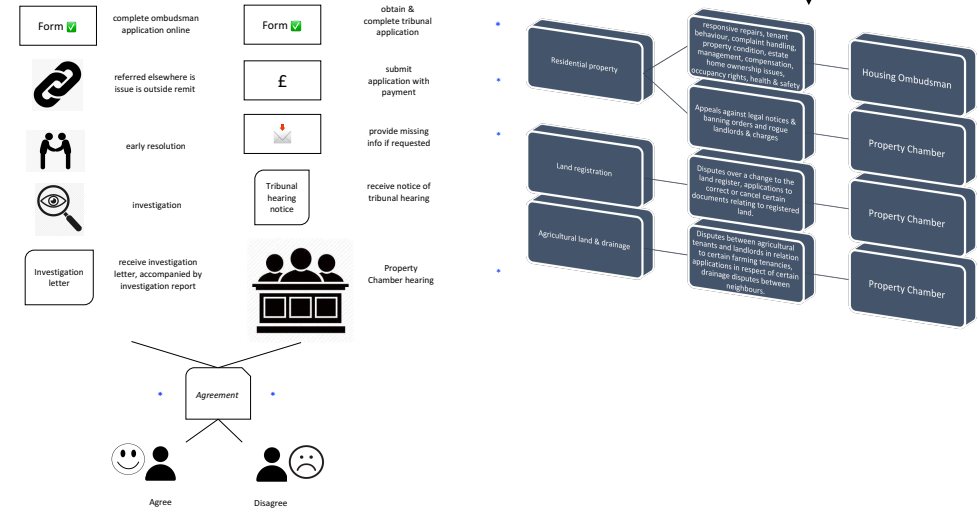 Form ✅
complete ombudsman
application online
referred elsewhere is
issue is outside remit
early resolution
investigation
Investigation
letter
receive investigation
letter, accompanied by
investigation report
Form ✅
obtain &
complete tribunal
application
£
submit
application with
payment
provide missing
info if requested
Tribunal
hearing
notice
receive notice of
tribunal hearing
Property
Chamber hearing
*
*
*
*
* Agreement *
Agree
Disagree
Residential property
responsive repairs, tenant
behaviour, complaint handling,
property condition, estate
management, compensation,
home ownership issues,
occupancy rights, health & safety
Housing Ombudsman
Appeals against legal notices &
banning orders and rogue
landlords & charges
Property Chamber
Land registration
Disputes over a change to the
land register, applications to
correct or cancel certain
documents relating to registered
land.
Property Chamber
Agricultural land & drainage
Disputes between agricultural
tenants and landlords in relation
to certain farming tenancies,
applications in respect of certain
drainage disputes between
neighbours.
Property Chamber